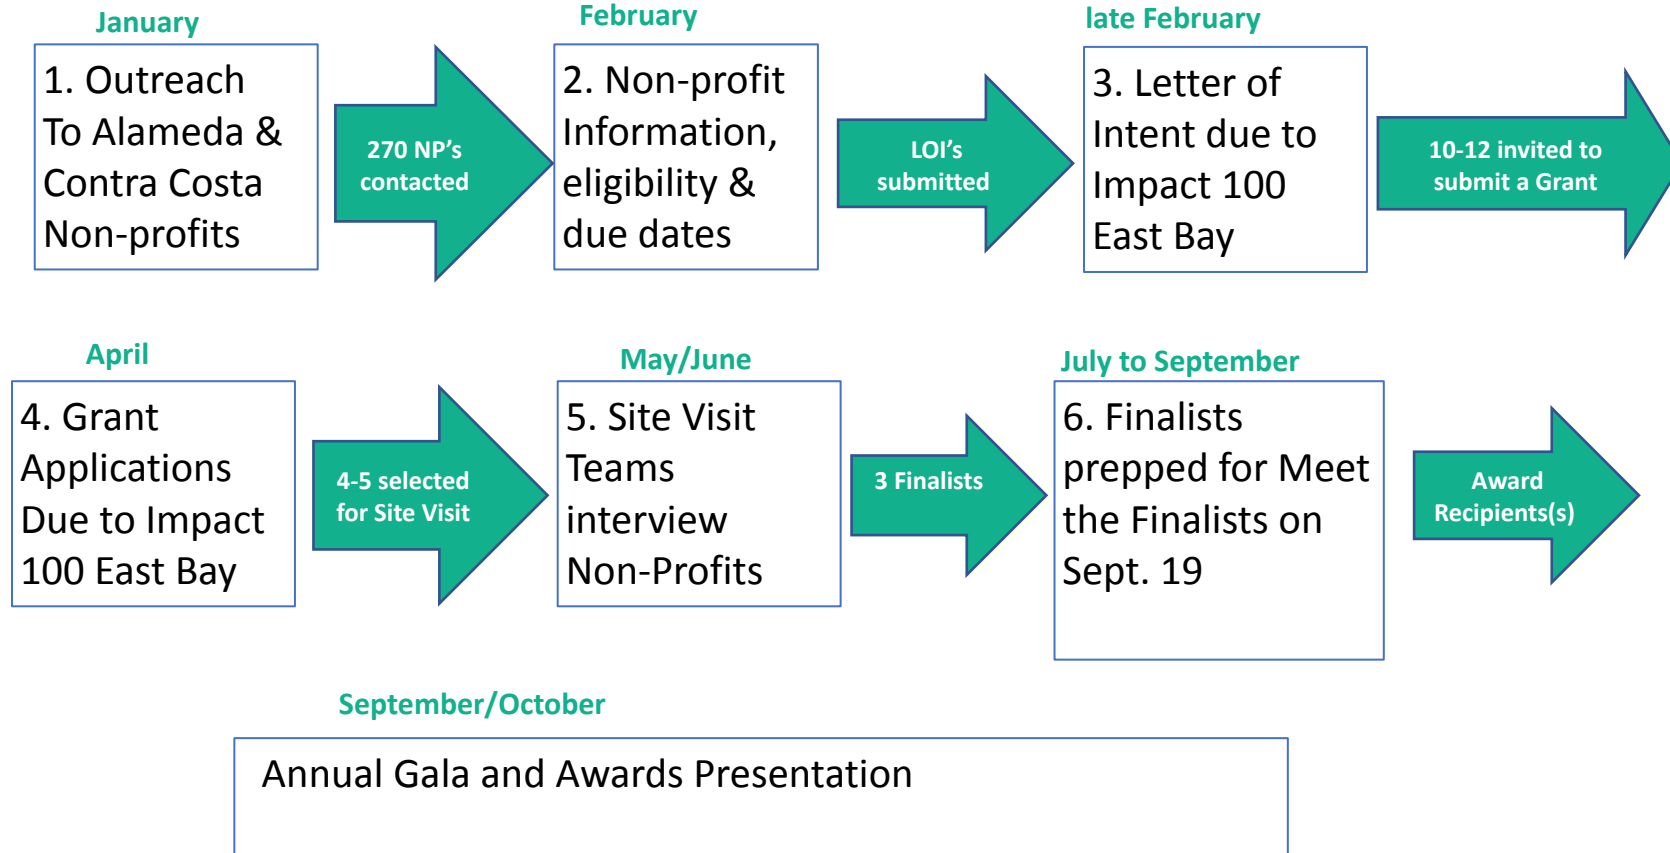 January
February
late February
1. Outreach
To Alameda &
Contra Costa
Non-profits
270 NP’s
contacted
2. Non-profit
Information,
eligibility &
due dates
LOI’s
submitted
3. Letter of
Intent due to
Impact 100
East Bay
10-12 invited to
submit a Grant
April
May/June
July to September
4. Grant
Applications
Due to Impact
100 East Bay
4-5 selected
for Site Visit
5. Site Visit
Teams
interview
Non-Profits
3 Finalists
6. Finalists
prepped for Meet
the Finalists on
Sept. 19
Award
Recipients(s)
September/October
Annual Gala and Awards Presentation